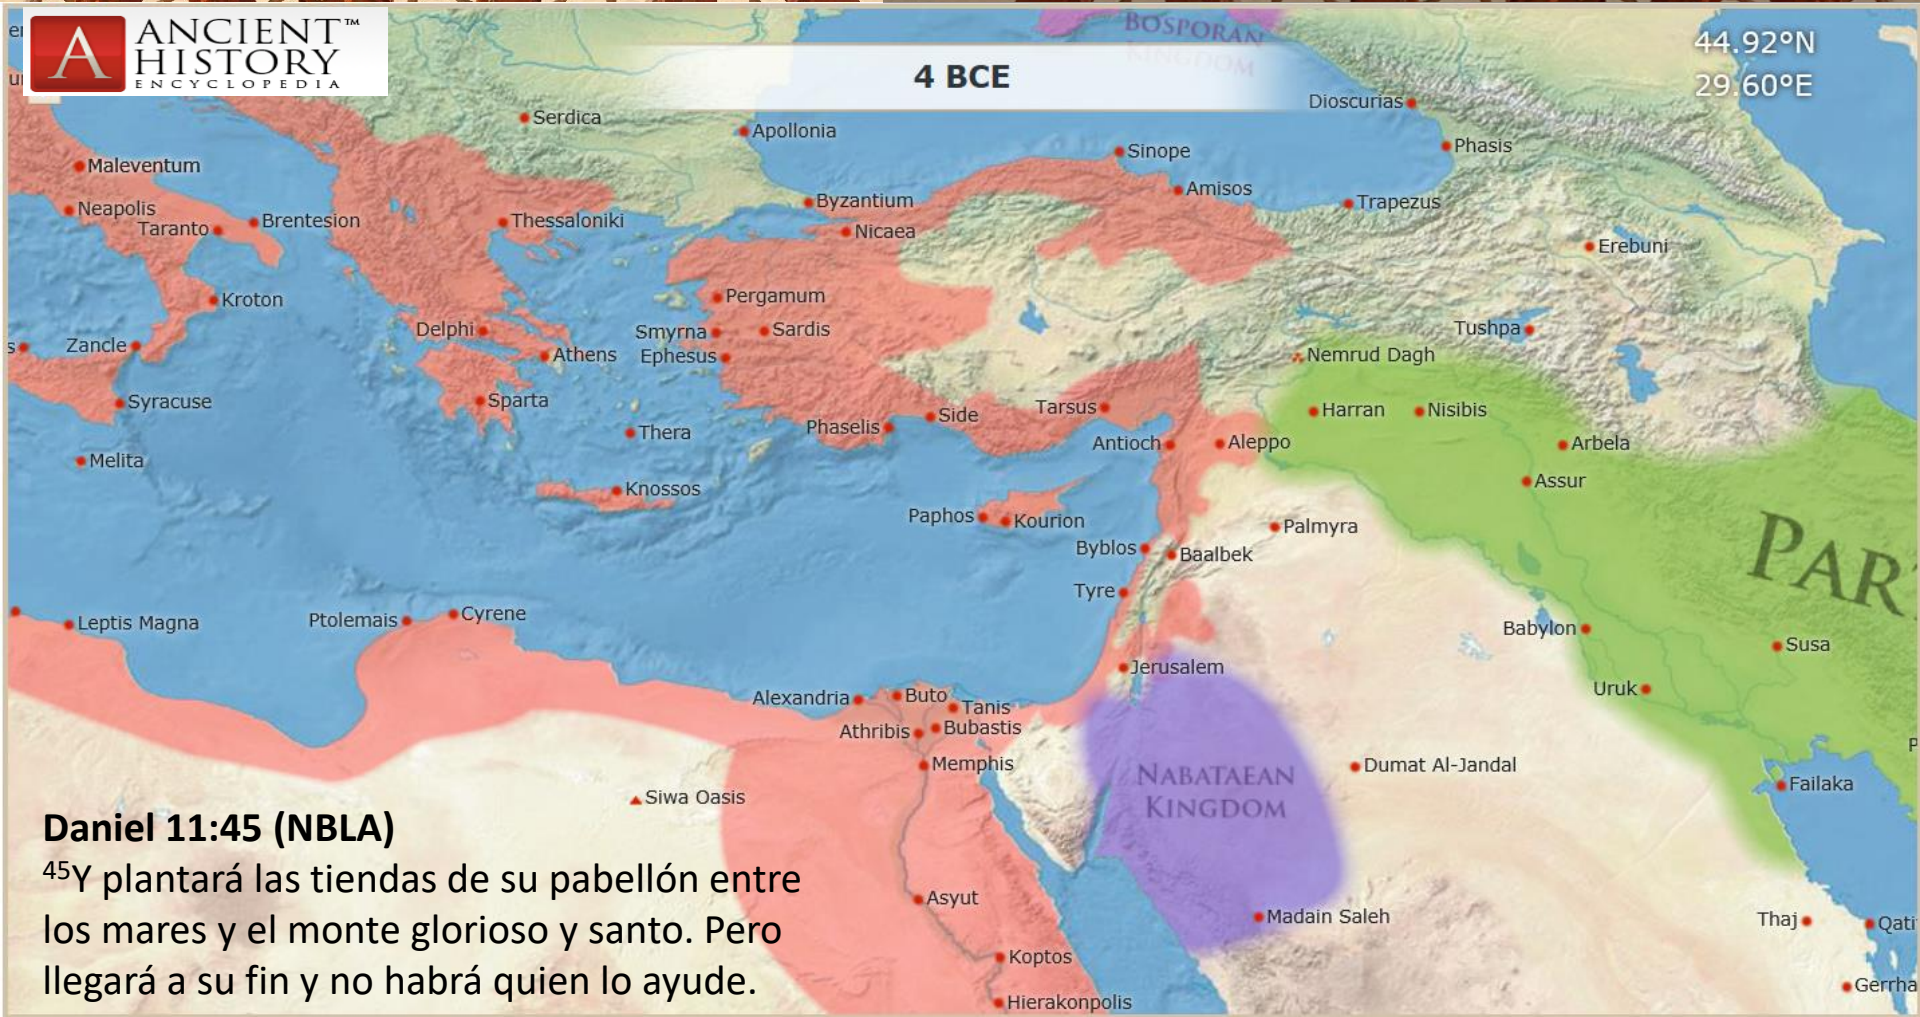 ANCIENT™
HISTORY
ENCYCLOPEDIA
4 BCE
44.92°N
29.60°E
BOSPORAN
KINGDOM
Dioscurias
Serdica
Apollonia
Sinope
Phasis
Maleventum
Amisos
Neapolis
Brentesion
Thessaloniki
Byzantium
Trapezus
Taranto
Nicaea
Erebuni
Kroton
Pergamum
Delphi
Smyrna
Sardis
Tushpa
Zancle
Athens
Ephesus
Nemrud Dagh
Syracuse
Sparta
Side
Tarsus
Harran
Nisibis
Thera
Phaselis
Antioch
Aleppo
Arbela
Melita
Knossos
Assur
Paphos
Kourion
Palmyra
Byblos
Baalbek
PAR
Tyre
Leptis Magna
Ptolemais
Cyrene
Babylon
Susa
Jerusalem
Alexandria
Buto
Tanis
Uruk
Athribis
Bubastis
Memphis
NABATAEAN
KINGDOM
Dumat Al-Jandal
Failaka
Siwa Oasis
Daniel 11:45 (NBLA)
45Y plantará las tiendas de su pabellón entre
los mares y el monte glorioso y santo. Pero
llegará a su fin y no habrá quien lo ayude.
Asyut
Madain Saleh
Thaj
Qati
Koptos
Gerrha
Hierakonpolis